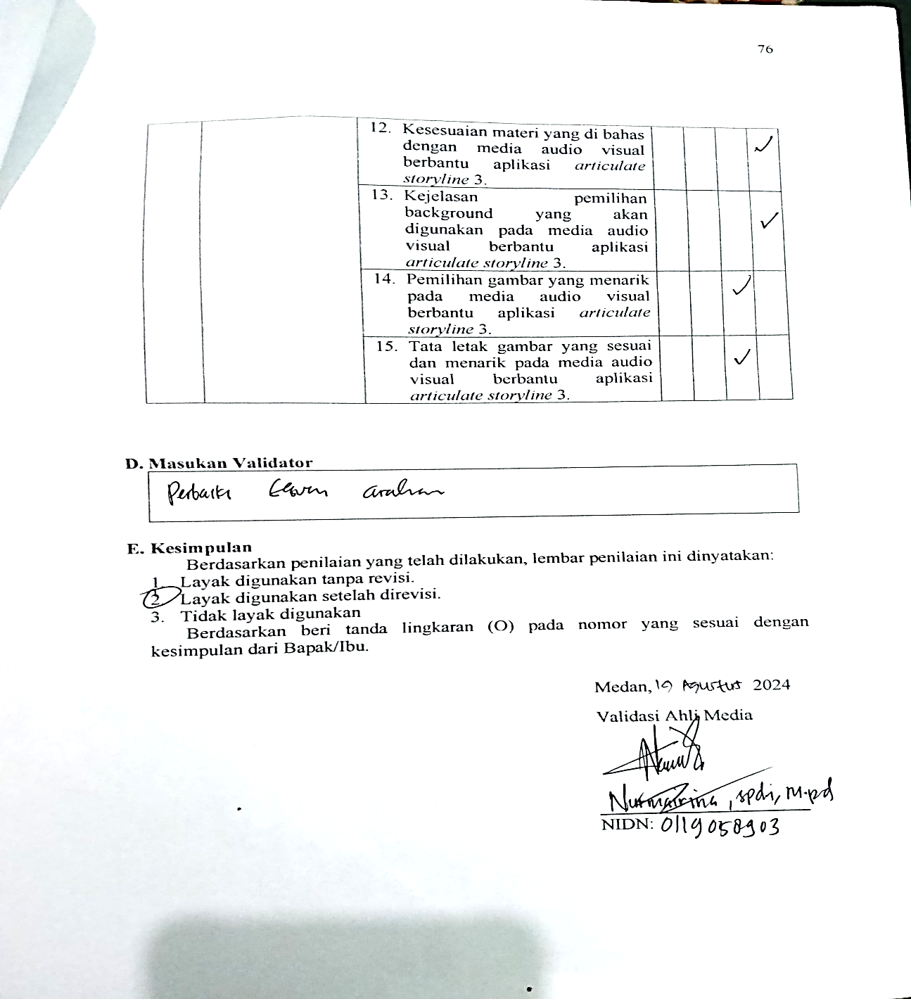 76
12. Kesesuaian materi yang di bahas
dengan media audio visual
berbantu aplikasi articulate
storyline 3.
13. Kejelasan pemilihan
background yang akan
digunakan pada media audio
visual berbantu aplikasi
articulate storyline 3.
14. Pemilihan gambar yang menarik
pada media audio visual
berbantu aplikasi articulate
storyline 3.
15. Tata letak gambar yang sesuai
dan menarik pada media audio
visual berbantu aplikasi
articulate storyline 3.
D. Masukan Validator
Perbaiki arahan
E. Kesimpulan
Berdasarkan penilaian yang telah dilakukan, lembar penilaian ini dinyatakan:
1. Layak digunakan tanpa revisi.
2 Layak digunakan setelah direvisi.
3. Tidak layak digunakan
Berdasarkan beri tanda lingkaran (O) pada nomor yang sesuai dengan
kesimpulan dari Bapak/Ibu.
Medan, 19 Agustus 2024
Validasi Ahli Media
Nurmairina, spdi, M.pd
NIDN: 0119058903